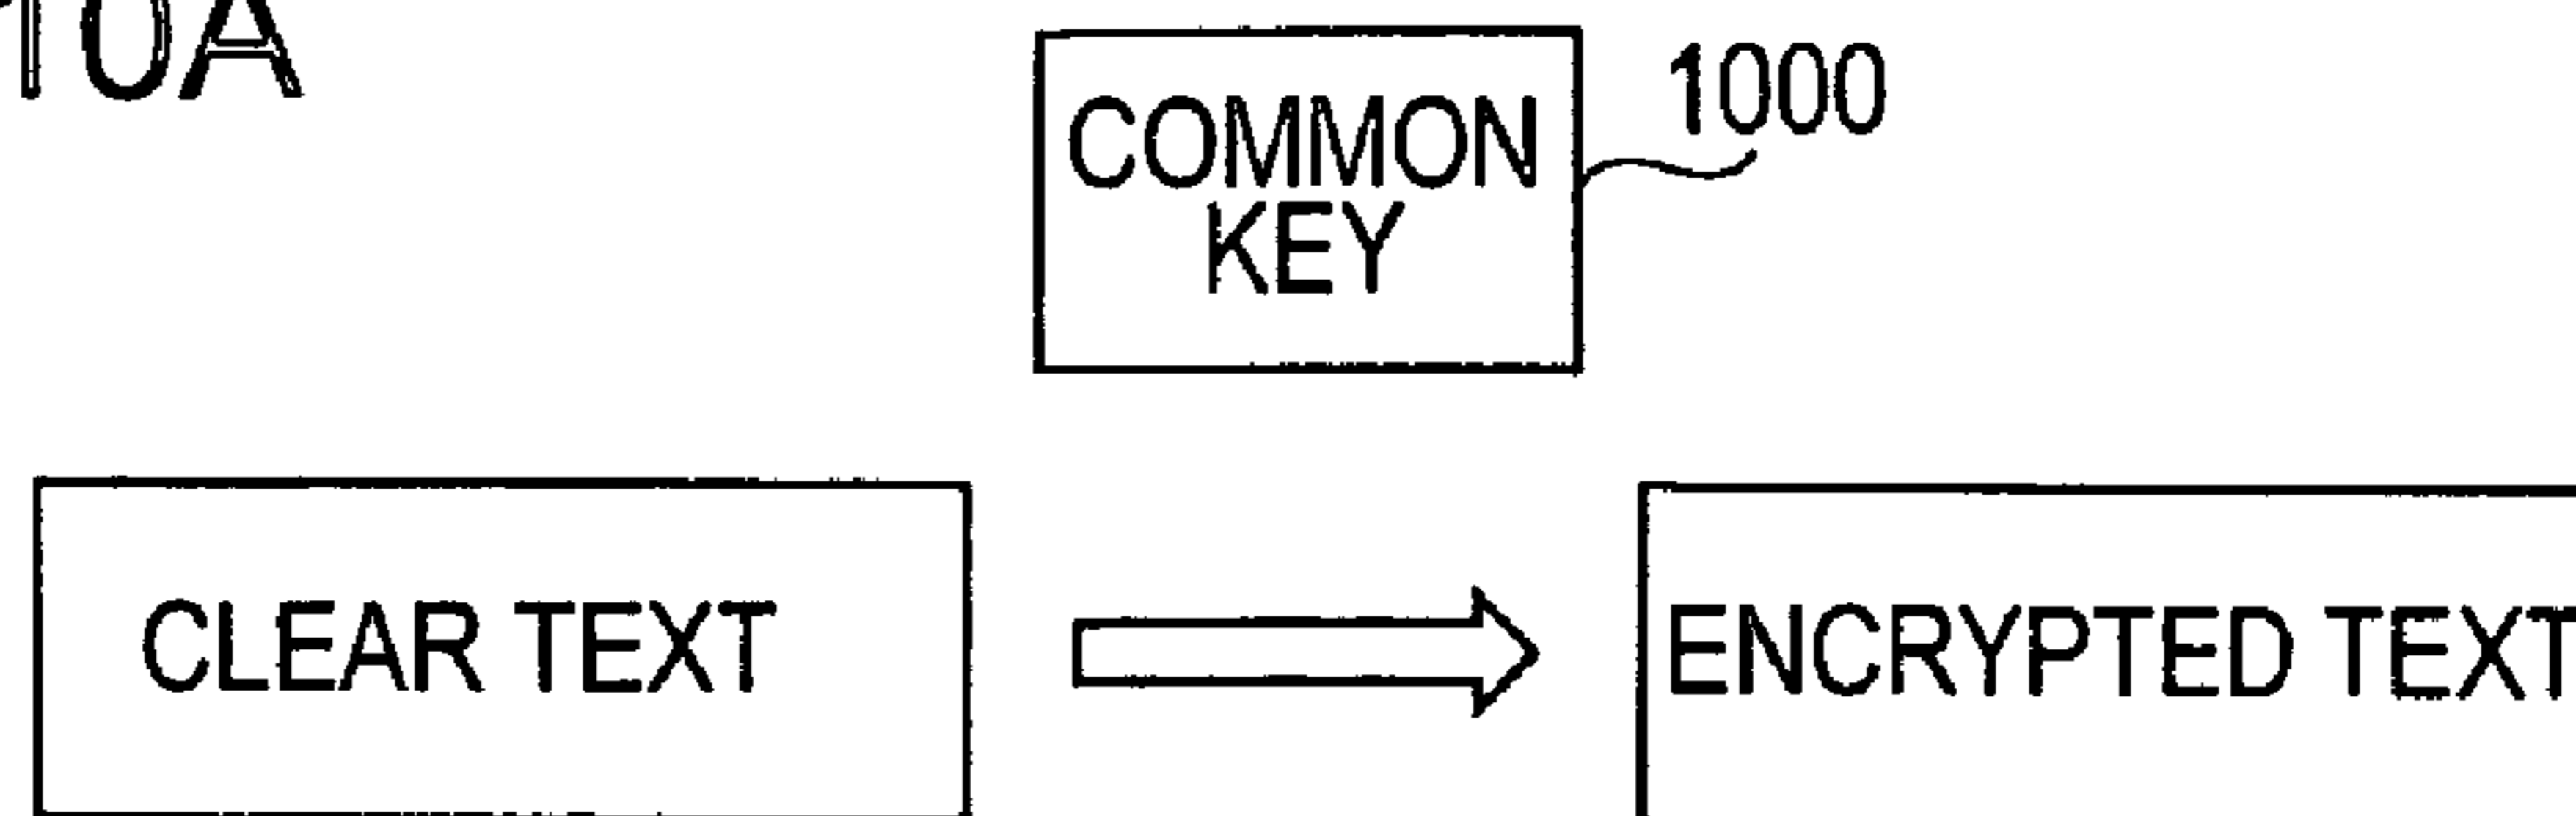 10A
COMMON
KEY
1000
CLEAR TEXT
ENCRYPTED TEXT